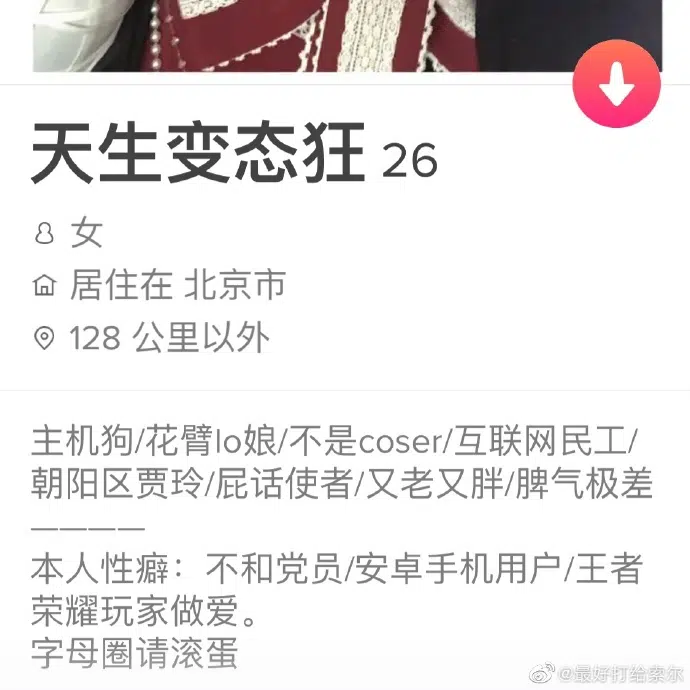 天生变态狂 26
女
居住在 北京市
128 公里以外
主机狗/花臂lo娘/不是coser/互联网民工/
朝阳区贾玲/屁话使者/又老又胖/脾气极差
————
本人性癖：不和党员/安卓手机用户/王者
荣耀玩家做爱。
字母圈请滚蛋
@最好打给索尔